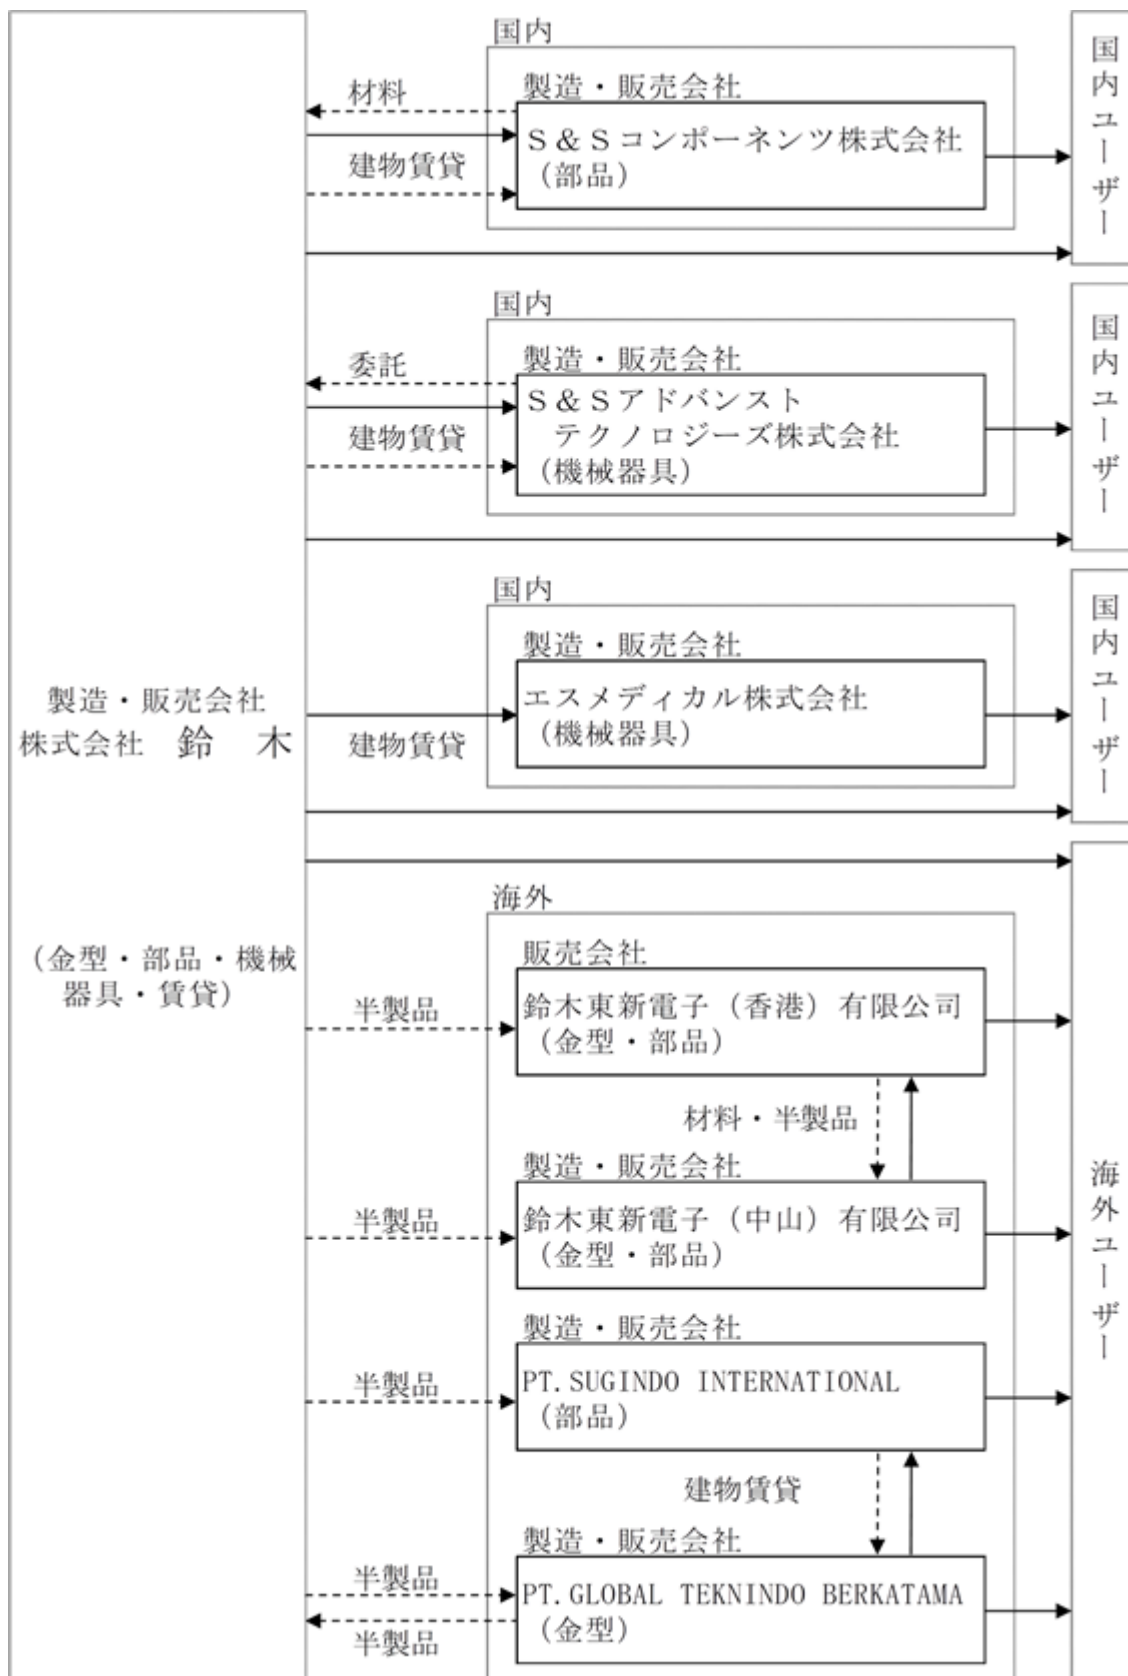 国内
製造・販売会社
材料
S&Sコンポーネンツ株式会社
(部品)
建物賃貸
国内ユーザー
国内
製造・販売会社
委託
S&Sアドバンスト
テクノロジーズ株式会社
(機械器具)
建物賃貸
国内ユーザー
国内
製造・販売会社
エスメディカル株式会社
(機械器具)
建物賃貸
国内ユーザー
製造・販売会社
株式会社 鈴 木
(金型・部品・機械
器具・賃貸)
海外
販売会社
半製品
鈴木東新電子(香港)有限公司
(金型・部品)
材料・半製品
製造・販売会社
半製品
鈴木東新電子(中山)有限公司
(金型・部品)
海外ユーザー
製造・販売会社
半製品
PT.SUGINDO INTERNATIONAL
(部品)
建物賃貸
製造・販売会社
半製品
PT.GLOBAL TEKNINDO BERKATAMA
(金型)
半製品